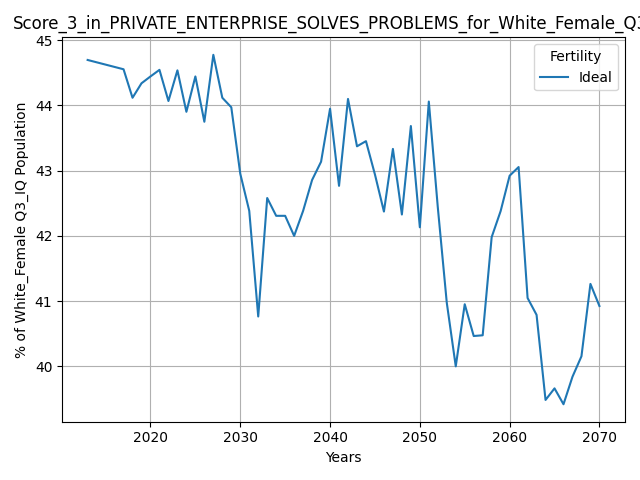 Score_3_in_PRIVATE_ENTERPRISE_SOLVES_PROBLEMS_for_White_Female_Q3
Fertility
Ideal
% of White_Female Q3_IQ Population
45
44
43
42
41
40
2020 2030 2040 2050 2060 2070
Years